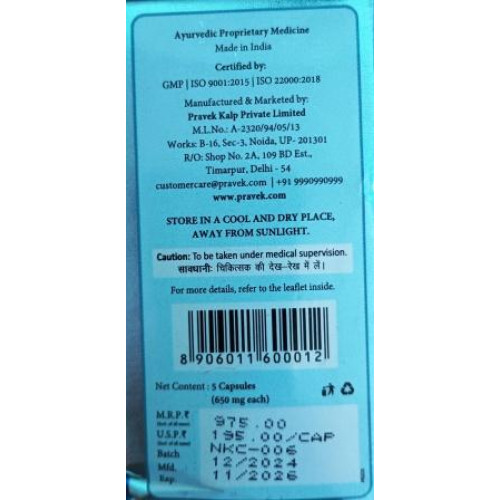 Ayurvedic Proprietary Medicine
Made in India
Certified by:
GMP | ISO 9001:2015 | ISO 22000:2018
Manufactured & Marketed by:
Pravek Kalp Private Limited
M.L.No.: A-2320/94/05/13
Works: B-16, Sec-3, Noida, UP- 201301
R/O: Shop No. 2A, 109 BD Est.,
Timarpur, Delhi - 54
customercare@pravek.com | +91 9990990999
www.pravek.com
STORE IN A COOL AND DRY PLACE,
AWAY FROM SUNLIGHT.
Caution: To be taken under medical supervision.
सावधानी: चिकित्सक की देख-रेख में लें।
For more details, refer to the leaflet inside.
8 906011 600012
Net Content : 5 Capsules
(650 mg each)
M.R.P.₹ 975.00
U.S.P.₹ 195.00/CAP
Batch NKC-006
Mfd. 12/2024
Exp. 11/2026